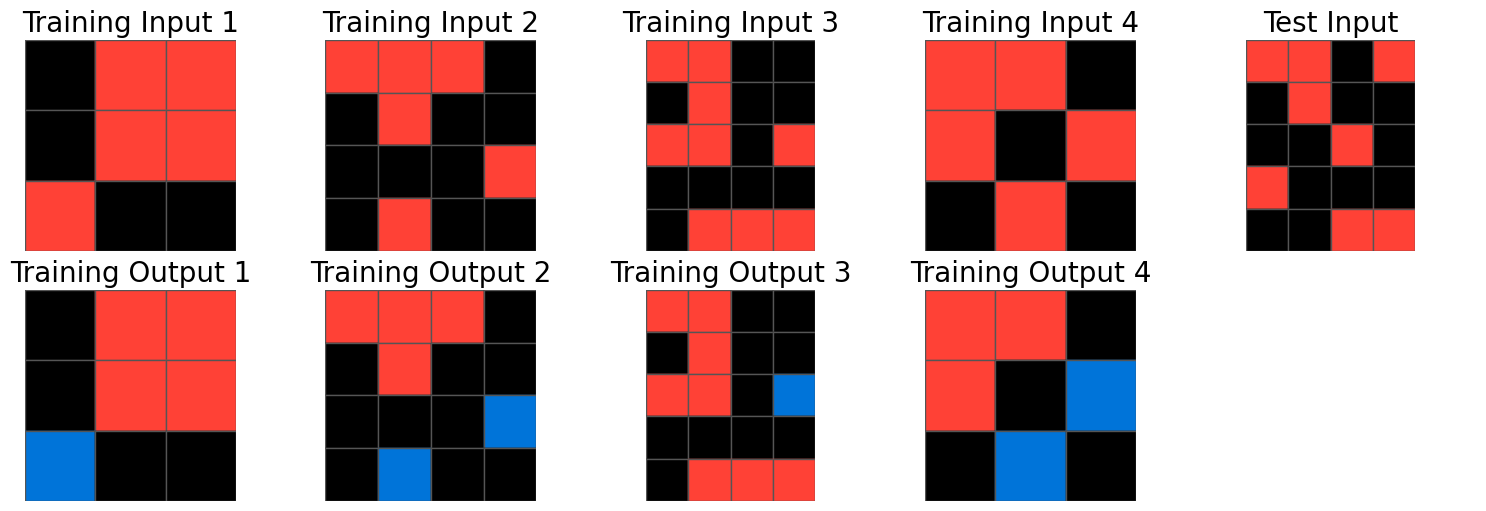 Training Input 1
Training Input 2
Training Input 3
Training Input 4
Test Input
Training Output 1
Training Output 2
Training Output 3
Training Output 4